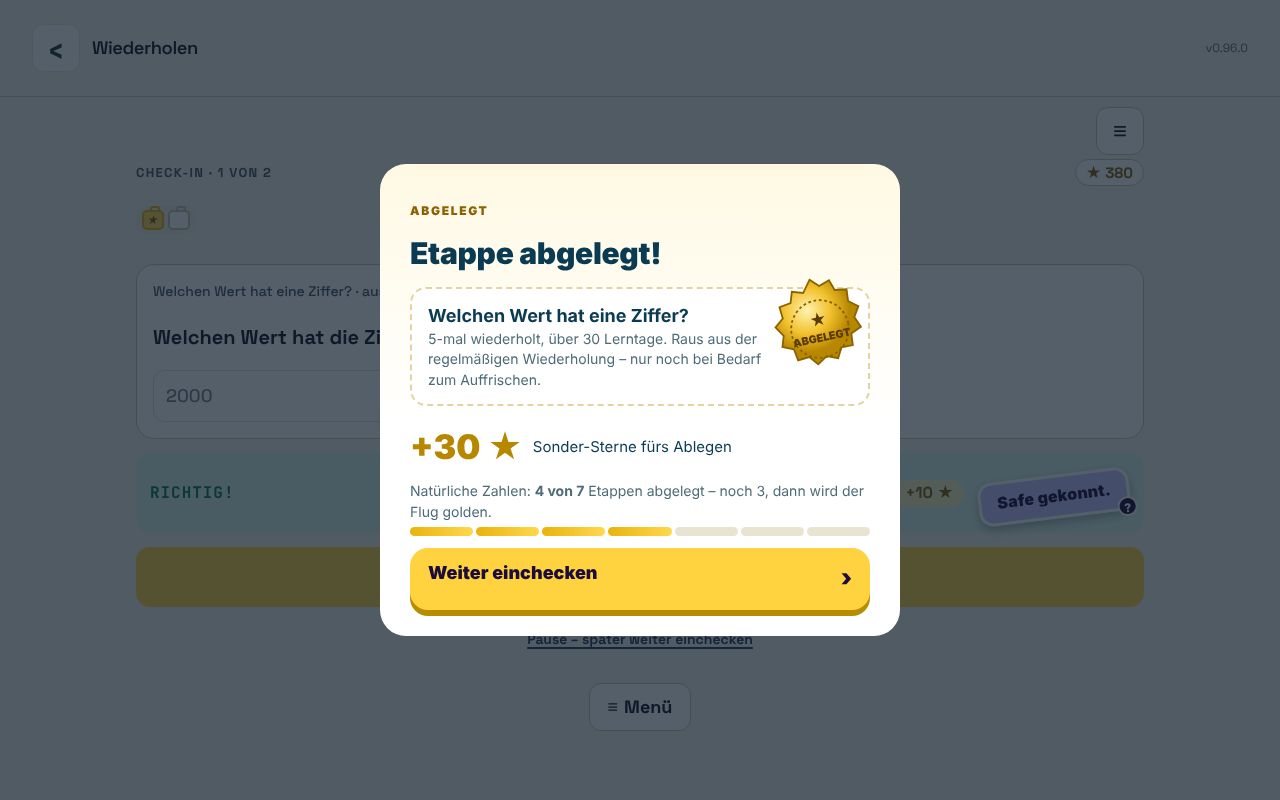 < Wiederholen
v0.96.0
≡
CHECK-IN · 1 VON 2
★ 380
Welchen Wert hat eine Ziffer? · au
Welchen Wert hat die Zi
2000
RICHTIG!
+10 ★
Safe gekonnt.
?
ABGELEGT
Etappe abgelegt!
Welchen Wert hat eine Ziffer?
5-mal wiederholt, über 30 Lerntage. Raus aus der
regelmäßigen Wiederholung – nur noch bei Bedarf
zum Auffrischen.
★
ABGELEGT
+30 ★ Sonder-Sterne fürs Ablegen
Natürliche Zahlen: 4 von 7 Etappen abgelegt – noch 3, dann wird der
Flug golden.
Weiter einchecken ›
Pause – später weiter einchecken
≡ Menü